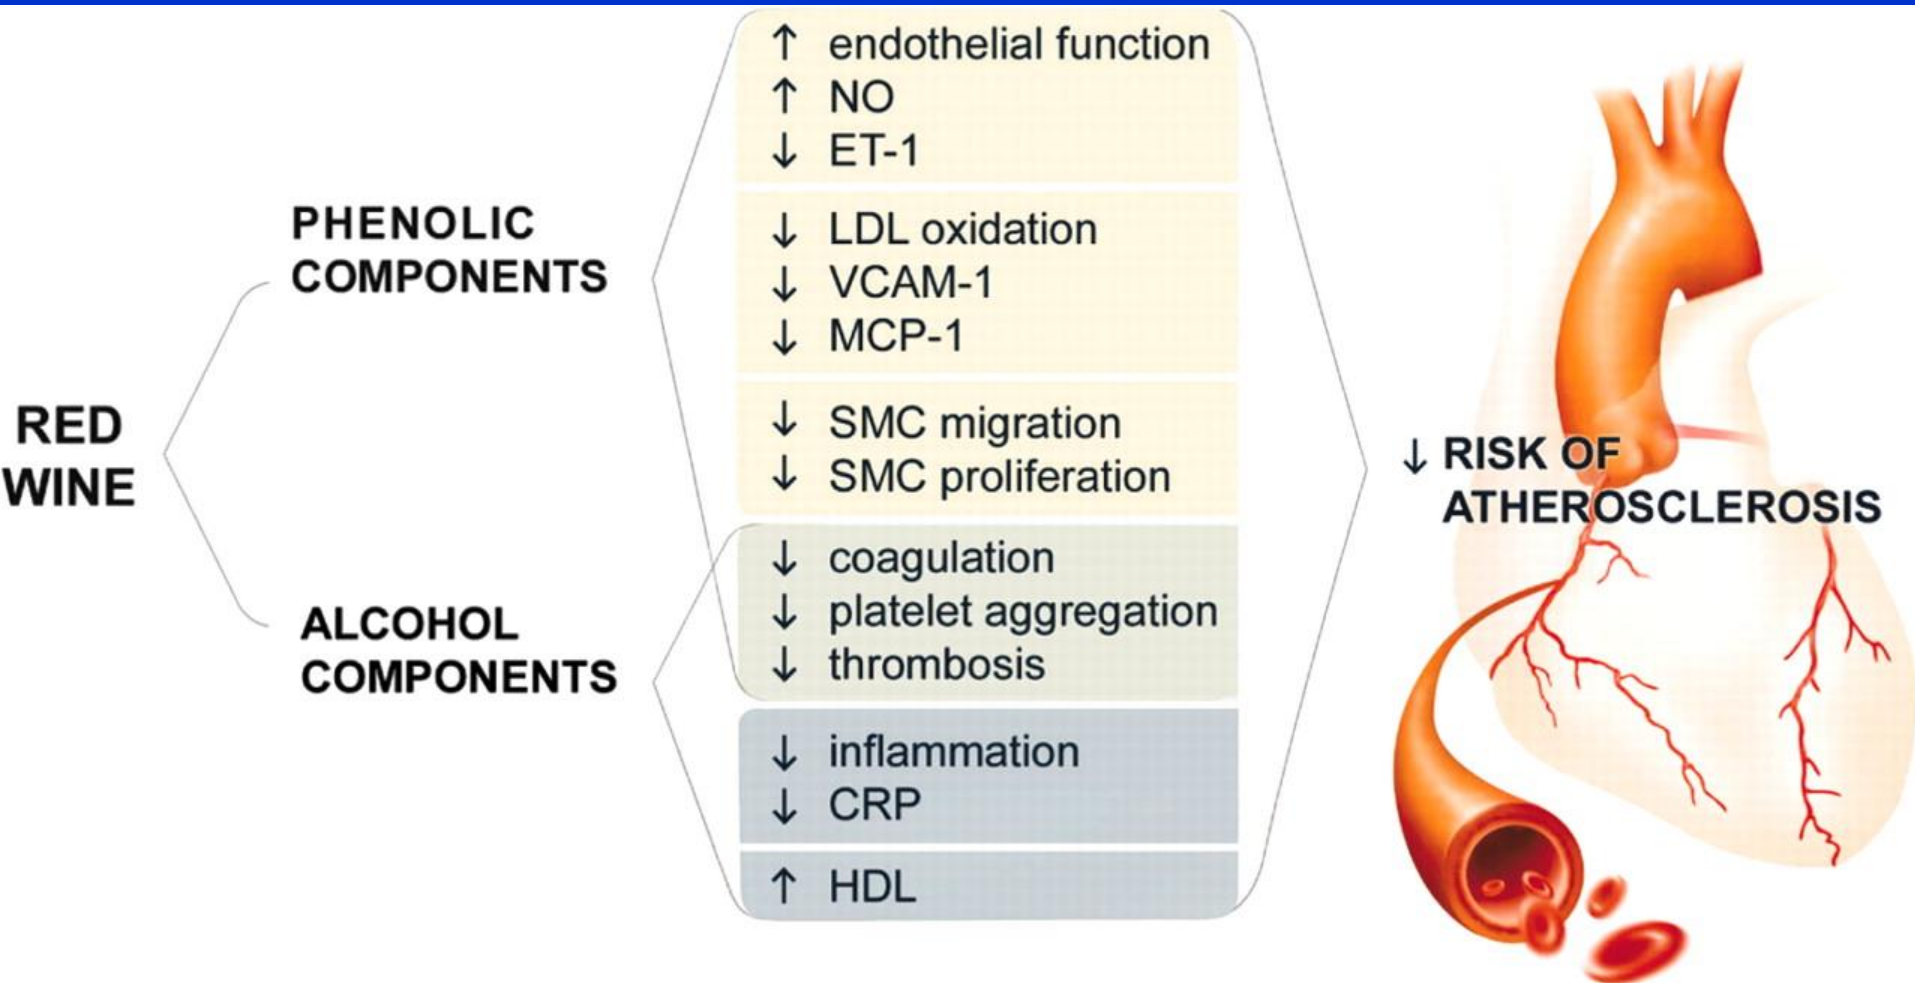 RED
WINE
PHENOLIC
COMPONENTS
ALCOHOL
COMPONENTS
↑ endothelial function
↑ NO
↓ ET-1
↓ LDL oxidation
↓ VCAM-1
↓ MCP-1
↓ SMC migration
↓ SMC proliferation
↓ coagulation
↓ platelet aggregation
↓ thrombosis
↓ inflammation
↓ CRP
↑ HDL
↓ RISK OF
ATHEROSCLEROSIS